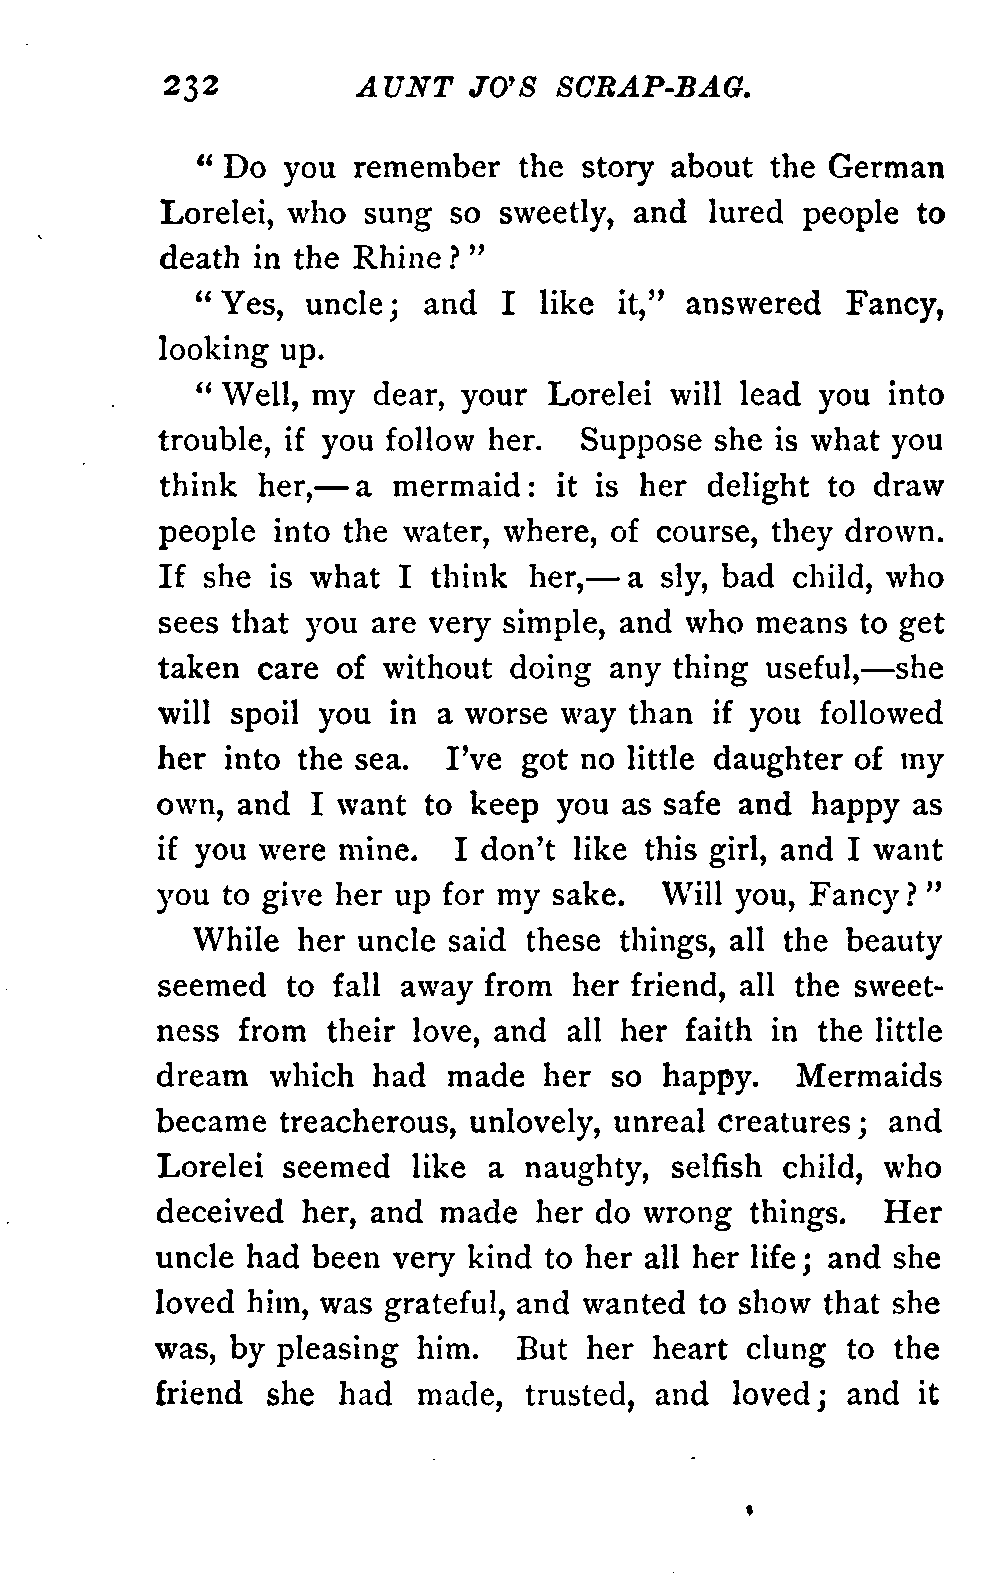 232 AUNT JO'S SCRAP-BAG.
" Do you remember the story about the German
Lorelei, who sung so sweetly, and lured people to
death in the Rhine ? "
" Yes, uncle; and I like it," answered Fancy,
looking up.
" Well, my dear, your Lorelei will lead you into
trouble, if you follow her. Suppose she is what you
think her,— a mermaid: it is her delight to draw
people into the water, where, of course, they drown.
If she is what I think her,— a sly, bad child, who
sees that you are very simple, and who means to get
taken care of without doing any thing useful,—she
will spoil you in a worse way than if you followed
her into the sea. I've got no little daughter of my
own, and I want to keep you as safe and happy as
if you were mine. I don't like this girl, and I want
you to give her up for my sake. Will you, Fancy ? "
While her uncle said these things, all the beauty
seemed to fall away from her friend, all the sweet-
ness from their love, and all her faith in the little
dream which had made her so happy. Mermaids
became treacherous, unlovely, unreal creatures; and
Lorelei seemed like a naughty, selfish child, who
deceived her, and made her do wrong things. Her
uncle had been very kind to her all her life; and she
loved him, was grateful, and wanted to show that she
was, by pleasing him. But her heart clung to the
friend she had made, trusted, and loved; and it